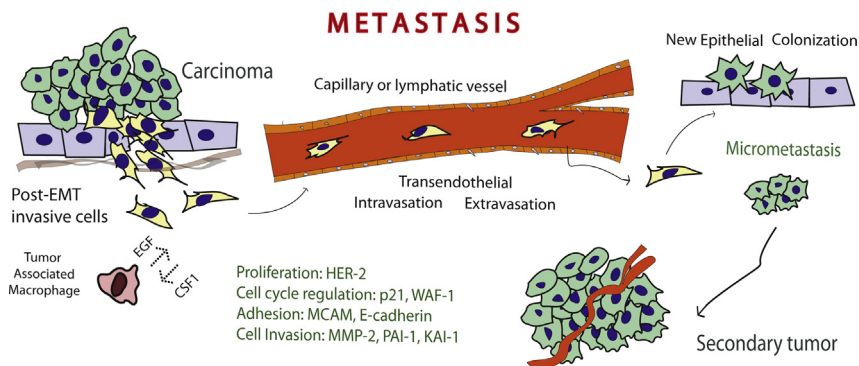 METASTASIS
Carcinoma
Capillary or lymphatic vessel
New Epithelial Colonization
Micrometastasis
Post-EMT
invasive cells
Transendothelial
Intravasation Extravasation
EGF
CSF1
Tumor
Associated
Macrophage
Proliferation: HER-2
Cell cycle regulation: p21, WAF-1
Adhesion: MCAM, E-cadherin
Cell Invasion: MMP-2, PAI-1, KAI-1
Secondary tumor